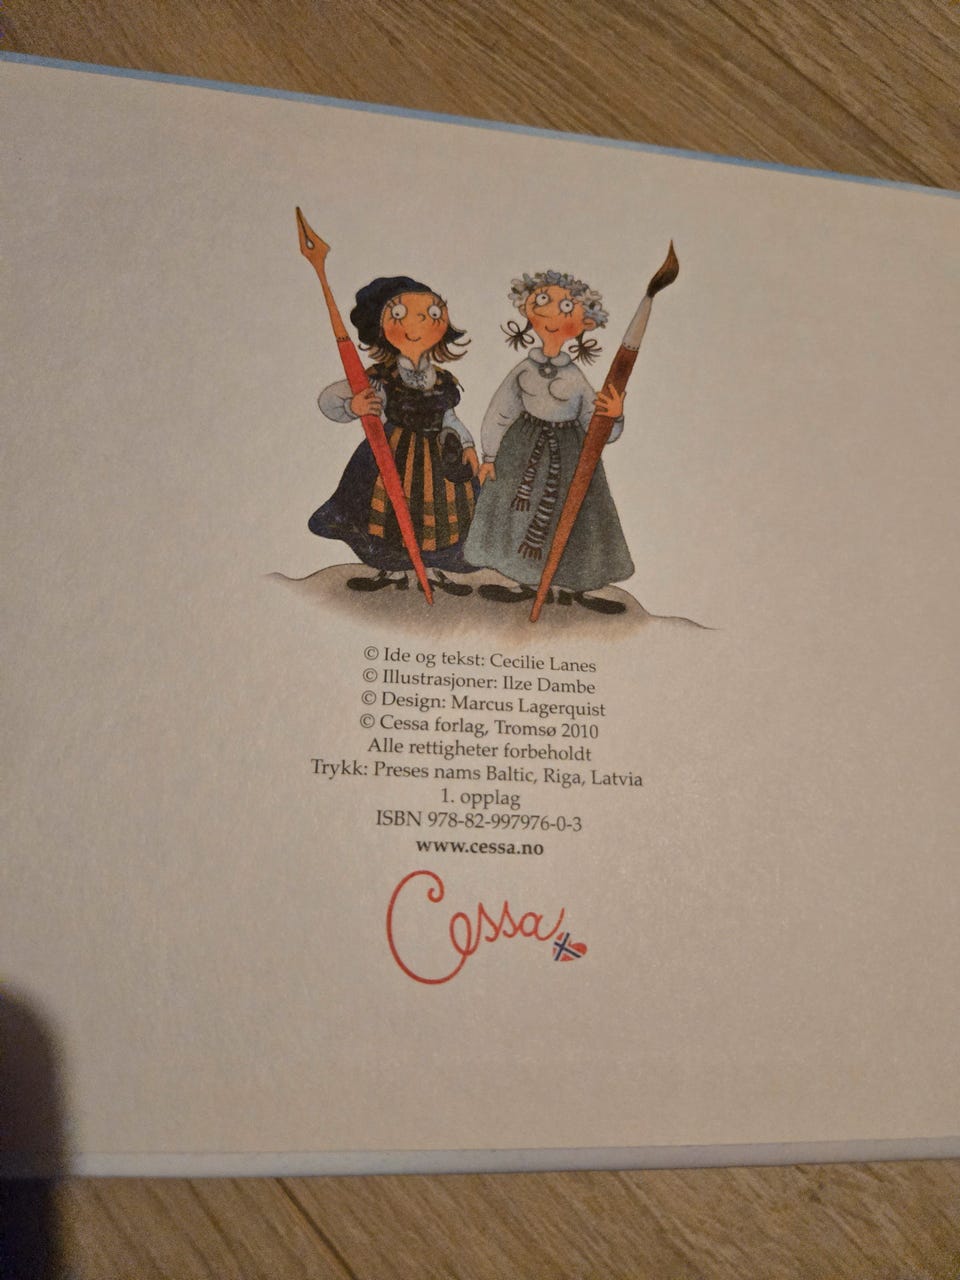 © Ide og tekst: Cecilie Lanes
© Illustrasjoner: Ilze Dambe
© Design: Marcus Lagerquist
© Cessa forlag, Tromsø 2010
Alle rettigheter forbeholdt
Trykk: Preses nams Baltic, Riga, Latvia
1. opplag
ISBN 978-82-997976-0-3
www.cessa.no
Cessa